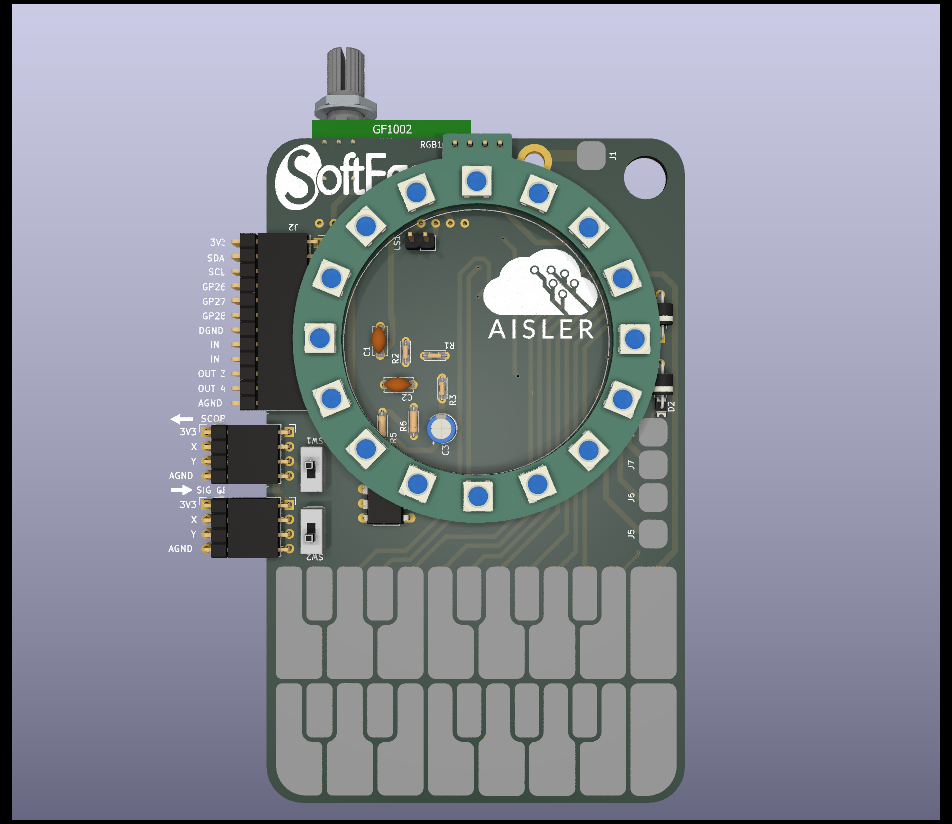 GF1002
RGB1
J1
SoftEg
J2
3V3
SDA
SCL
GP26
GP27
GP28
DGND
IN
IN
OUT 3
OUT 4
AGND
LS1
AISLER
C1
R2
R1
C2
R3
R5
R6
C3
D2
SCOP
3V3
X
Y
AGND
SW1
SIG GE
3V3
X
Y
AGND
SW2
J7
J6
J5